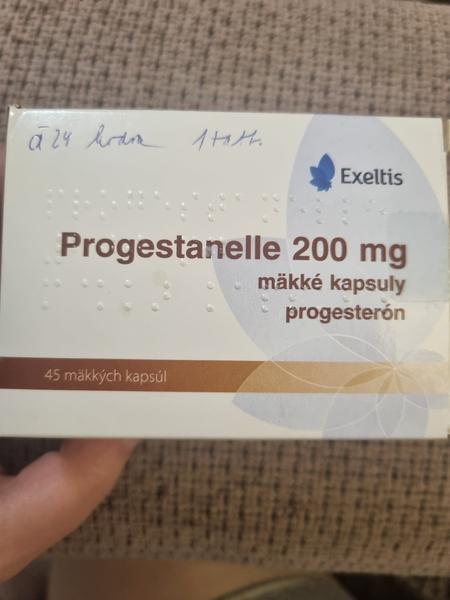 á 24 hodín 1 tabl.
Exeltis
Progestanelle 200 mg
mäkké kapsuly
progesterón
45 mäkkých kapsúl